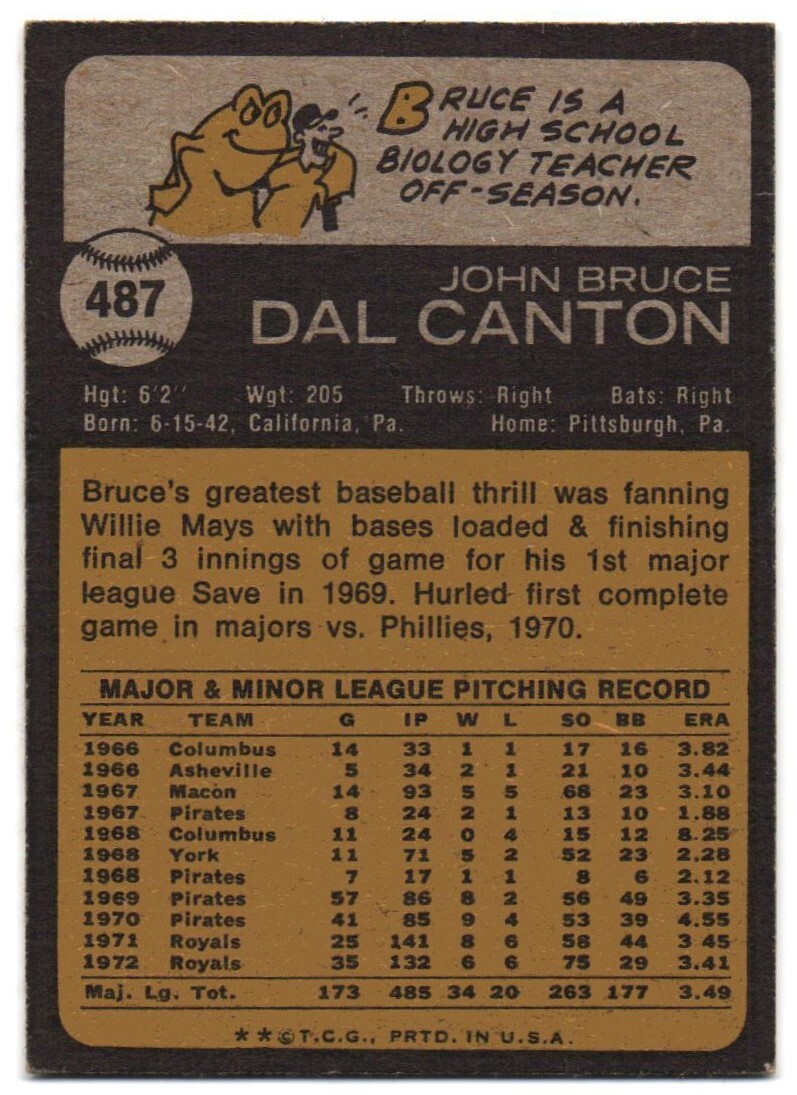 BRUCE IS A
HIGH SCHOOL
BIOLOGY TEACHER
OFF-SEASON.
487
JOHN BRUCE
DAL CANTON
Hgt: 6'2" Wgt: 205 Throws: Right Bats: Right
Born: 6-15-42, California, Pa. Home: Pittsburgh, Pa.
Bruce's greatest baseball thrill was fanning
Willie Mays with bases loaded & finishing
final 3 innings of game for his 1st major
league Save in 1969. Hurled first complete
game in majors vs. Phillies, 1970.
MAJOR & MINOR LEAGUE PITCHING RECORD
YEAR TEAM G IP W L SO BB ERA
1966 Columbus 14 33 1 1 17 16 3.82
1966 Asheville 5 34 2 1 21 10 3.44
1967 Macon 14 93 5 5 68 23 3.10
1967 Pirates 8 24 2 1 13 10 1.88
1968 Columbus 11 24 0 4 15 12 8.25
1968 York 11 71 5 2 52 23 2.28
1968 Pirates 7 17 1 1 8 6 2.12
1969 Pirates 57 86 8 2 56 49 3.35
1970 Pirates 41 85 9 4 53 39 4.55
1971 Royals 25 141 8 6 58 44 3.45
1972 Royals 35 132 6 6 75 29 3.41
Maj. Lg. Tot. 173 485 34 20 263 177 3.49
**©T.C.G., PRTD. IN U.S.A.